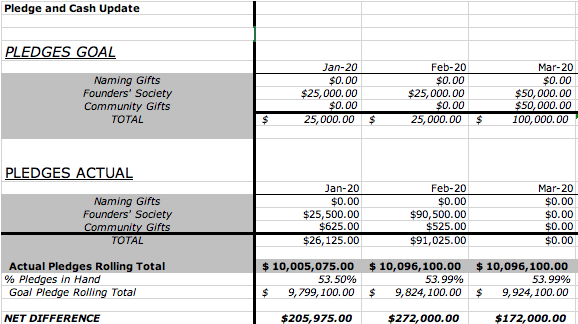 Pledge and Cash Update
PLEDGES GOAL
Jan-20 Feb-20 Mar-20
Naming Gifts $0.00 $0.00 $0.00
Founders' Society $25,000.00 $25,000.00 $50,000.00
Community Gifts $0.00 $0.00 $50,000.00
TOTAL $ 25,000.00 $ 25,000.00 $ 100,000.00
PLEDGES ACTUAL
Jan-20 Feb-20 Mar-20
Naming Gifts $0.00 $0.00 $0.00
Founders' Society $25,500.00 $90,500.00 $0.00
Community Gifts $625.00 $525.00 $0.00
TOTAL $26,125.00 $91,025.00 $0.00
Actual Pledges Rolling Total $ 10,005,075.00 $ 10,096,100.00 $ 10,096,100.00
% Pledges in Hand 53.50% 53.99% 53.99%
Goal Pledge Rolling Total $ 9,799,100.00 $ 9,824,100.00 $ 9,924,100.00
NET DIFFERENCE $205,975.00 $272,000.00 $172,000.00